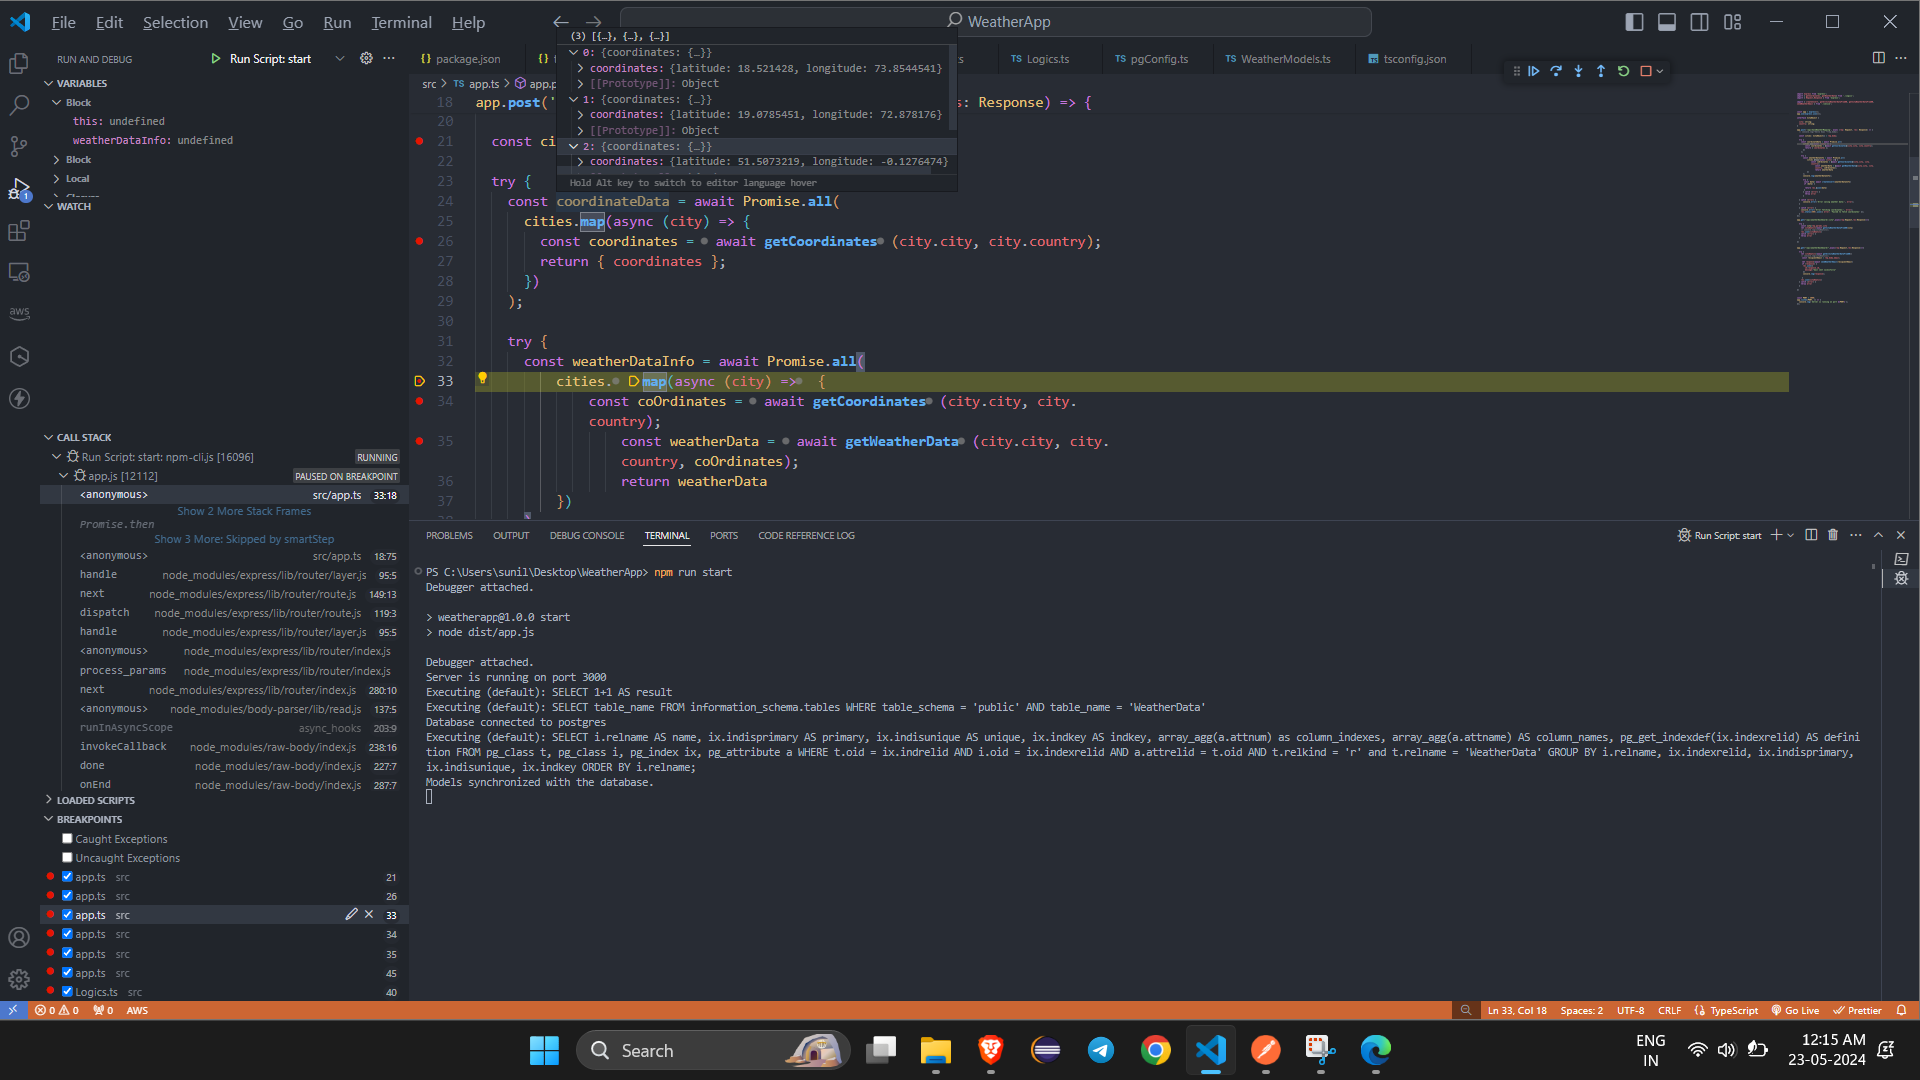 File Edit Selection View Go Run Terminal Help
WeatherApp
RUN AND DEBUG
Run Script: start
package.json
Logics.ts
pgConfig.ts
WeatherModels.ts
tsconfig.json
VARIABLES
Block
this: undefined
weatherDataInfo: undefined
Block
Local
WATCH
(3) [{…}, {…}, {…}]
0: {coordinates: {…}}
coordinates: {latitude: 18.521428, longitude: 73.8544541}
[[Prototype]]: Object
1: {coordinates: {…}}
coordinates: {latitude: 19.0785451, longitude: 72.878176}
[[Prototype]]: Object
2: {coordinates: {…}}
coordinates: {latitude: 51.5073219, longitude: -0.1276474}
Hold Alt key to switch to editor language hover
src > TS app.ts > app.p
18 app.post(' s: Response) => {
20
21 const ci
22
23 try {
24 const coordinateData = await Promise.all(
25 cities.map(async (city) => {
26 const coordinates = await getCoordinates (city.city, city.country);
27 return { coordinates };
28 })
29 );
30
31 try {
32 const weatherDataInfo = await Promise.all(
33 cities. map(async (city) => {
34 const coOrdinates = await getCoordinates (city.city, city.
country);
35 const weatherData = await getWeatherData (city.city, city.
country, coOrdinates);
36 return weatherData
37 })
CALL STACK
Run Script: start: npm-cli.js [16096] RUNNING
app.js [12112] PAUSED ON BREAKPOINT
<anonymous> src/app.ts 33:18
Show 2 More Stack Frames
Promise.then
Show 3 More: Skipped by smartStep
<anonymous> src/app.ts 18:75
handle node_modules/express/lib/router/layer.js 95:5
next node_modules/express/lib/router/route.js 149:13
dispatch node_modules/express/lib/router/route.js 119:3
handle node_modules/express/lib/router/layer.js 95:5
<anonymous> node_modules/express/lib/router/index.js
process_params node_modules/express/lib/router/index.js
next node_modules/express/lib/router/index.js 280:10
<anonymous> node_modules/body-parser/lib/read.js 137:5
runInAsyncScope async_hooks 203:9
invokeCallback node_modules/raw-body/index.js 238:16
done node_modules/raw-body/index.js 227:7
onEnd node_modules/raw-body/index.js 287:7
LOADED SCRIPTS
BREAKPOINTS
Caught Exceptions
Uncaught Exceptions
app.ts src 21
app.ts src 26
app.ts src 33
app.ts src 34
app.ts src 35
app.ts src 45
Logics.ts src 40
PROBLEMS OUTPUT DEBUG CONSOLE TERMINAL PORTS CODE REFERENCE LOG
Run Script: start
PS C:\Users\sunil\Desktop\WeatherApp> npm run start
Debugger attached.
> weatherapp@1.0.0 start
> node dist/app.js
Debugger attached.
Server is running on port 3000
Executing (default): SELECT 1+1 AS result
Executing (default): SELECT table_name FROM information_schema.tables WHERE table_schema = 'public' AND table_name = 'WeatherData'
Database connected to postgres
Executing (default): SELECT i.relname AS name, ix.indisprimary AS primary, ix.indisunique AS unique, ix.indkey AS indkey, array_agg(a.attnum) as column_indexes, array_agg(a.attname) AS column_names, pg_get_indexdef(ix.indexrelid) AS defini
tion FROM pg_class t, pg_class i, pg_index ix, pg_attribute a WHERE t.oid = ix.indrelid AND i.oid = ix.indexrelid AND a.attrelid = t.oid AND t.relkind = 'r' and t.relname = 'WeatherData' GROUP BY i.relname, ix.indexrelid, ix.indisprimary,
ix.indisunique, ix.indkey ORDER BY i.relname;
Models synchronized with the database.
0 0 0 AWS
Ln 33, Col 18 Spaces: 2 UTF-8 CRLF TypeScript Go Live Prettier
Search
ENG
IN
12:15 AM
23-05-2024